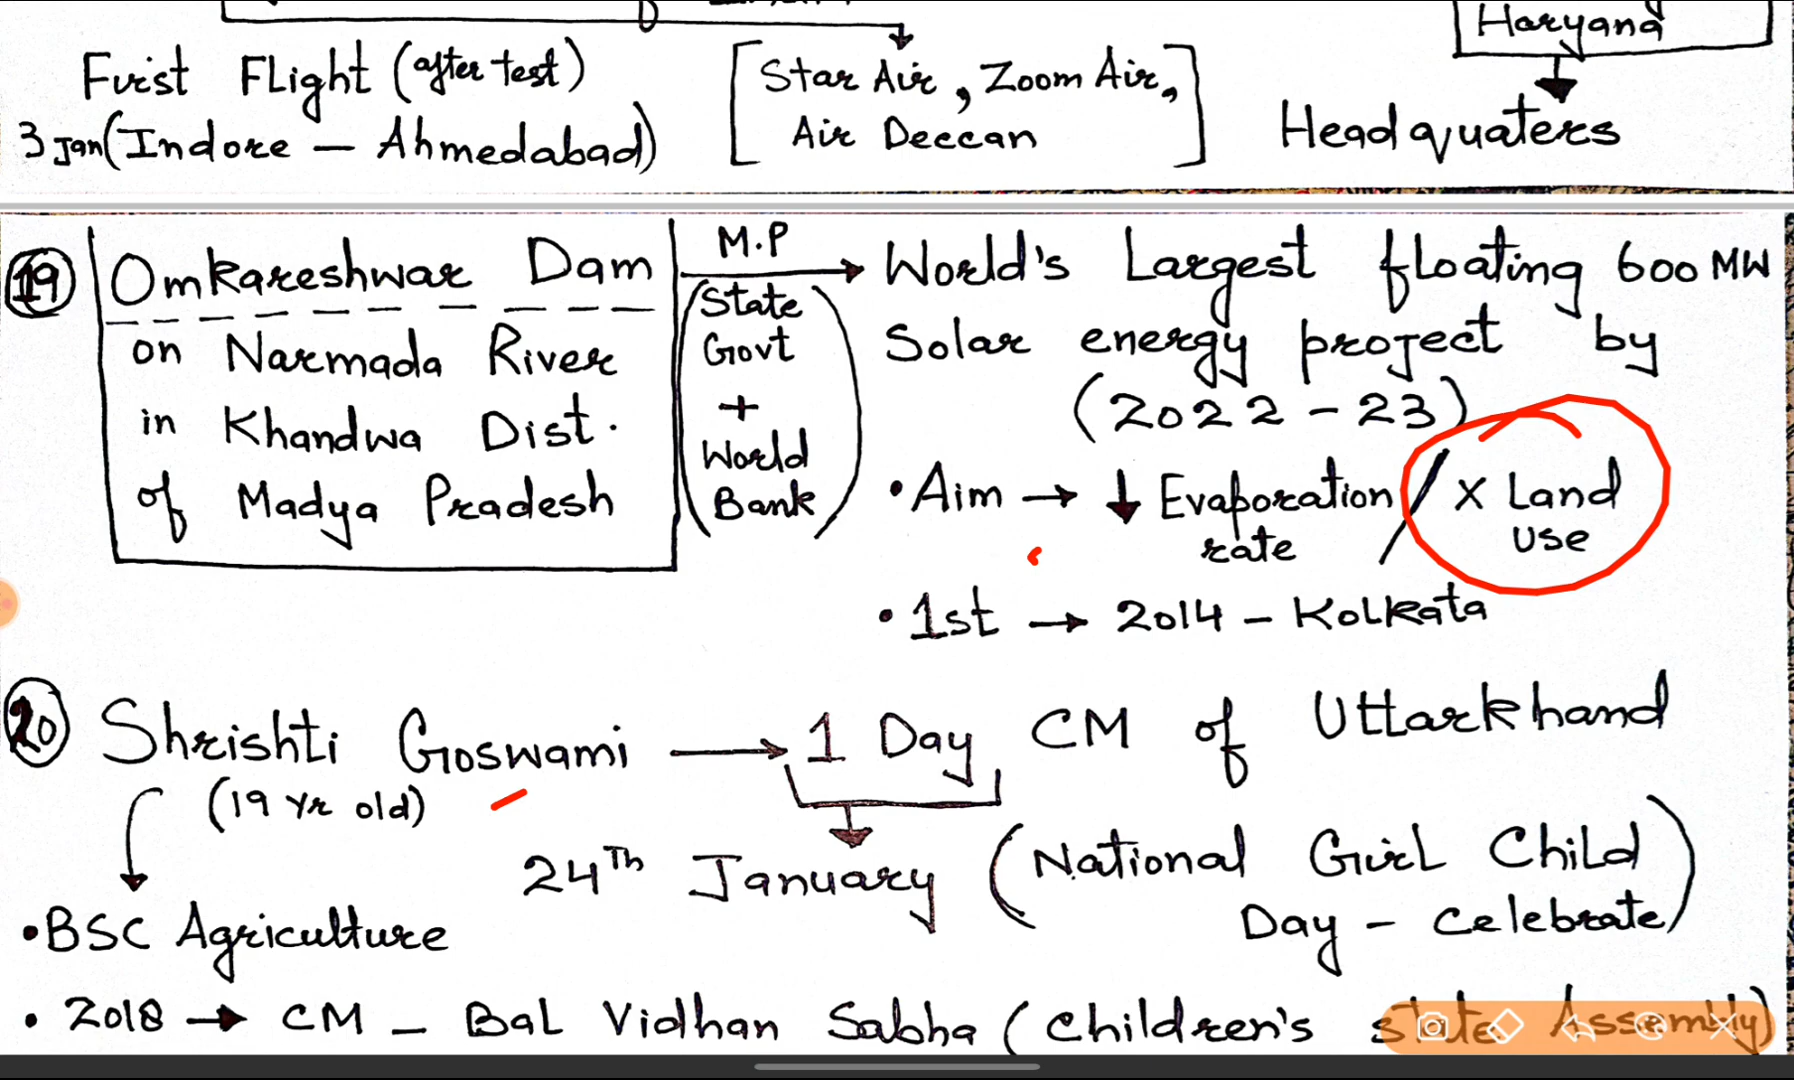 Haryana
First Flight (after test)
3 Jan (Indore – Ahmedabad)
[Star Air, Zoom Air,
Air Deccan]
Headquaters
19 Omkareshwar Dam
on Narmada River
in Khandwa Dist.
of Madya Pradesh
M.P
(State
Govt
+
World
Bank)
World's Largest floating 600 MW
Solar energy project by
(2022-23)
• Aim → ↓ Evaporation / x Land
rate use
• 1st → 2014 – Kolkata
20 Shrishti Goswami → 1 Day CM of Uttarkhand
(19 Yr old)
24Th January (National Girl Child
Day - Celebrate)
• BSC Agriculture
• 2018 → CM – Bal Vidhan Sabha (Children's state Assembly)